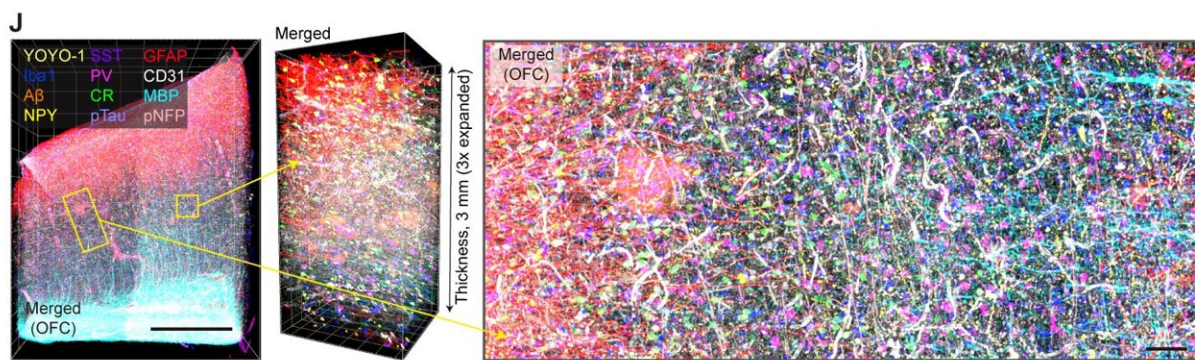 J
YOYO-1 SST GFAP
Iba1 PV CD31
Aβ CR MBP
NPY pTau pNFP
Merged
(OFC)
Merged
Thickness, 3 mm (3x expanded)
Merged
(OFC)